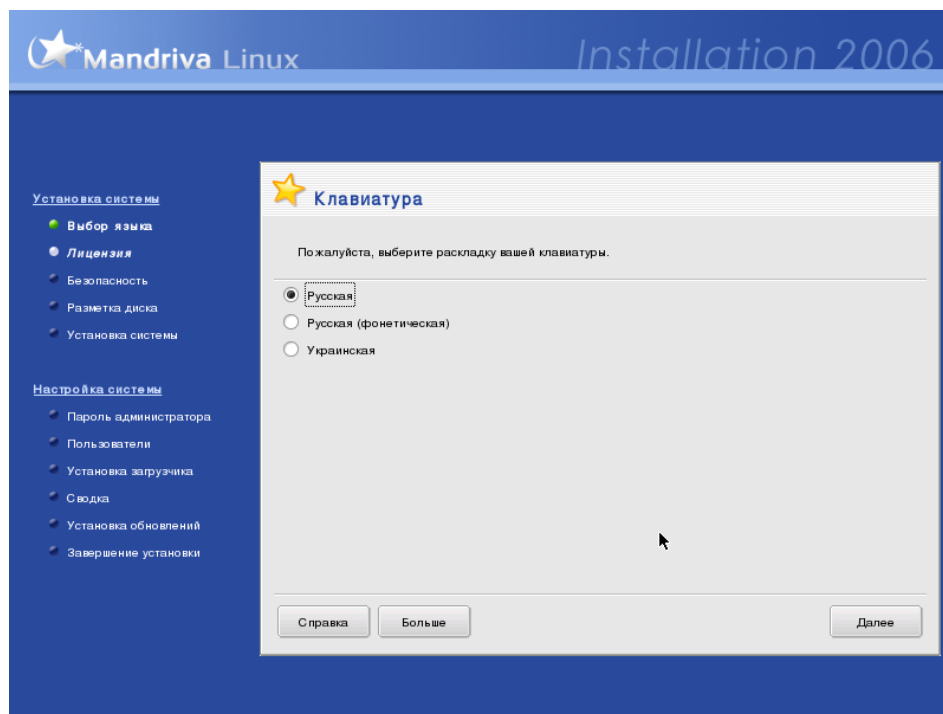 Mandriva Linux
Installation 2006
Установка системы
Выбор языка
Лицензия
Безопасность
Разметка диска
Установка системы
Настройка системы
Пароль администратора
Пользователи
Установка загрузчика
Сводка
Установка обновлений
Завершение установки
Клавиатура
Пожалуйста, выберите раскладку вашей клавиатуры.
Русская
Русская (фонетическая)
Украинская
Справка
Больше
Далее